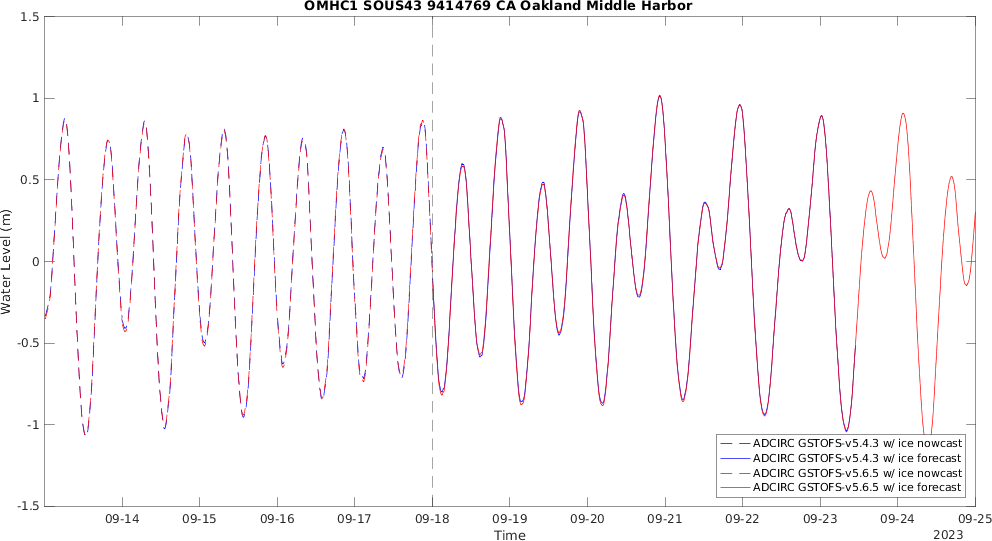 OMHC1 SOUS43 9414769 CA Oakland Middle Harbor
1.5
1
0.5
0
-0.5
-1
-1.5
Water Level (m)
09-14 09-15 09-16 09-17 09-18 09-19 09-20 09-21 09-22 09-23 09-24 09-25
Time
2023
ADCIRC GSTOFS-v5.4.3 w/ ice nowcast
ADCIRC GSTOFS-v5.4.3 w/ ice forecast
ADCIRC GSTOFS-v5.6.5 w/ ice nowcast
ADCIRC GSTOFS-v5.6.5 w/ ice forecast